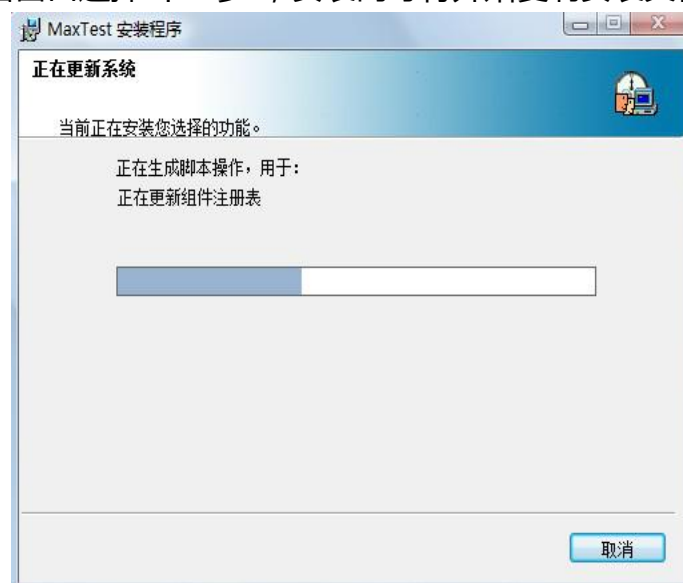 MaxTest 安装程序
正在更新系统
当前正在安装您选择的功能。
正在生成脚本操作，用于：
正在更新组件注册表
取消